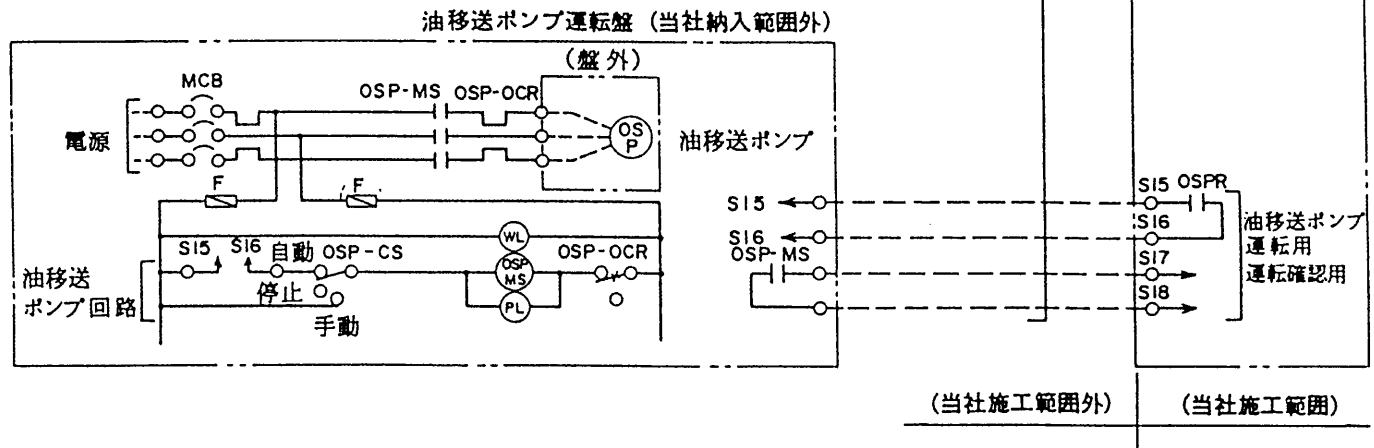 油移送ポンプ運転盤 (当社納入範囲外)
(盤外)
MCB
OSP-MS OSP-OCR
電源
OS
P
油移送ポンプ
F
F
S15
S16
OSP-MS
S15 OSPR
S16
S17
S18
油移送ポンプ
運転用
運転確認用
WL
S15 S16 自動 OSP-CS
OSP
MS
OSP-OCR
油移送
ポンプ回路
停止
手動
PL
(当社施工範囲外)
(当社施工範囲)